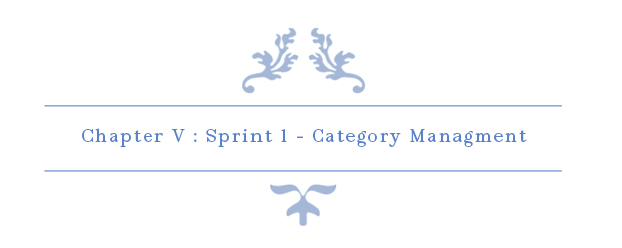 Chapter V : Sprint 1 - Category Managment